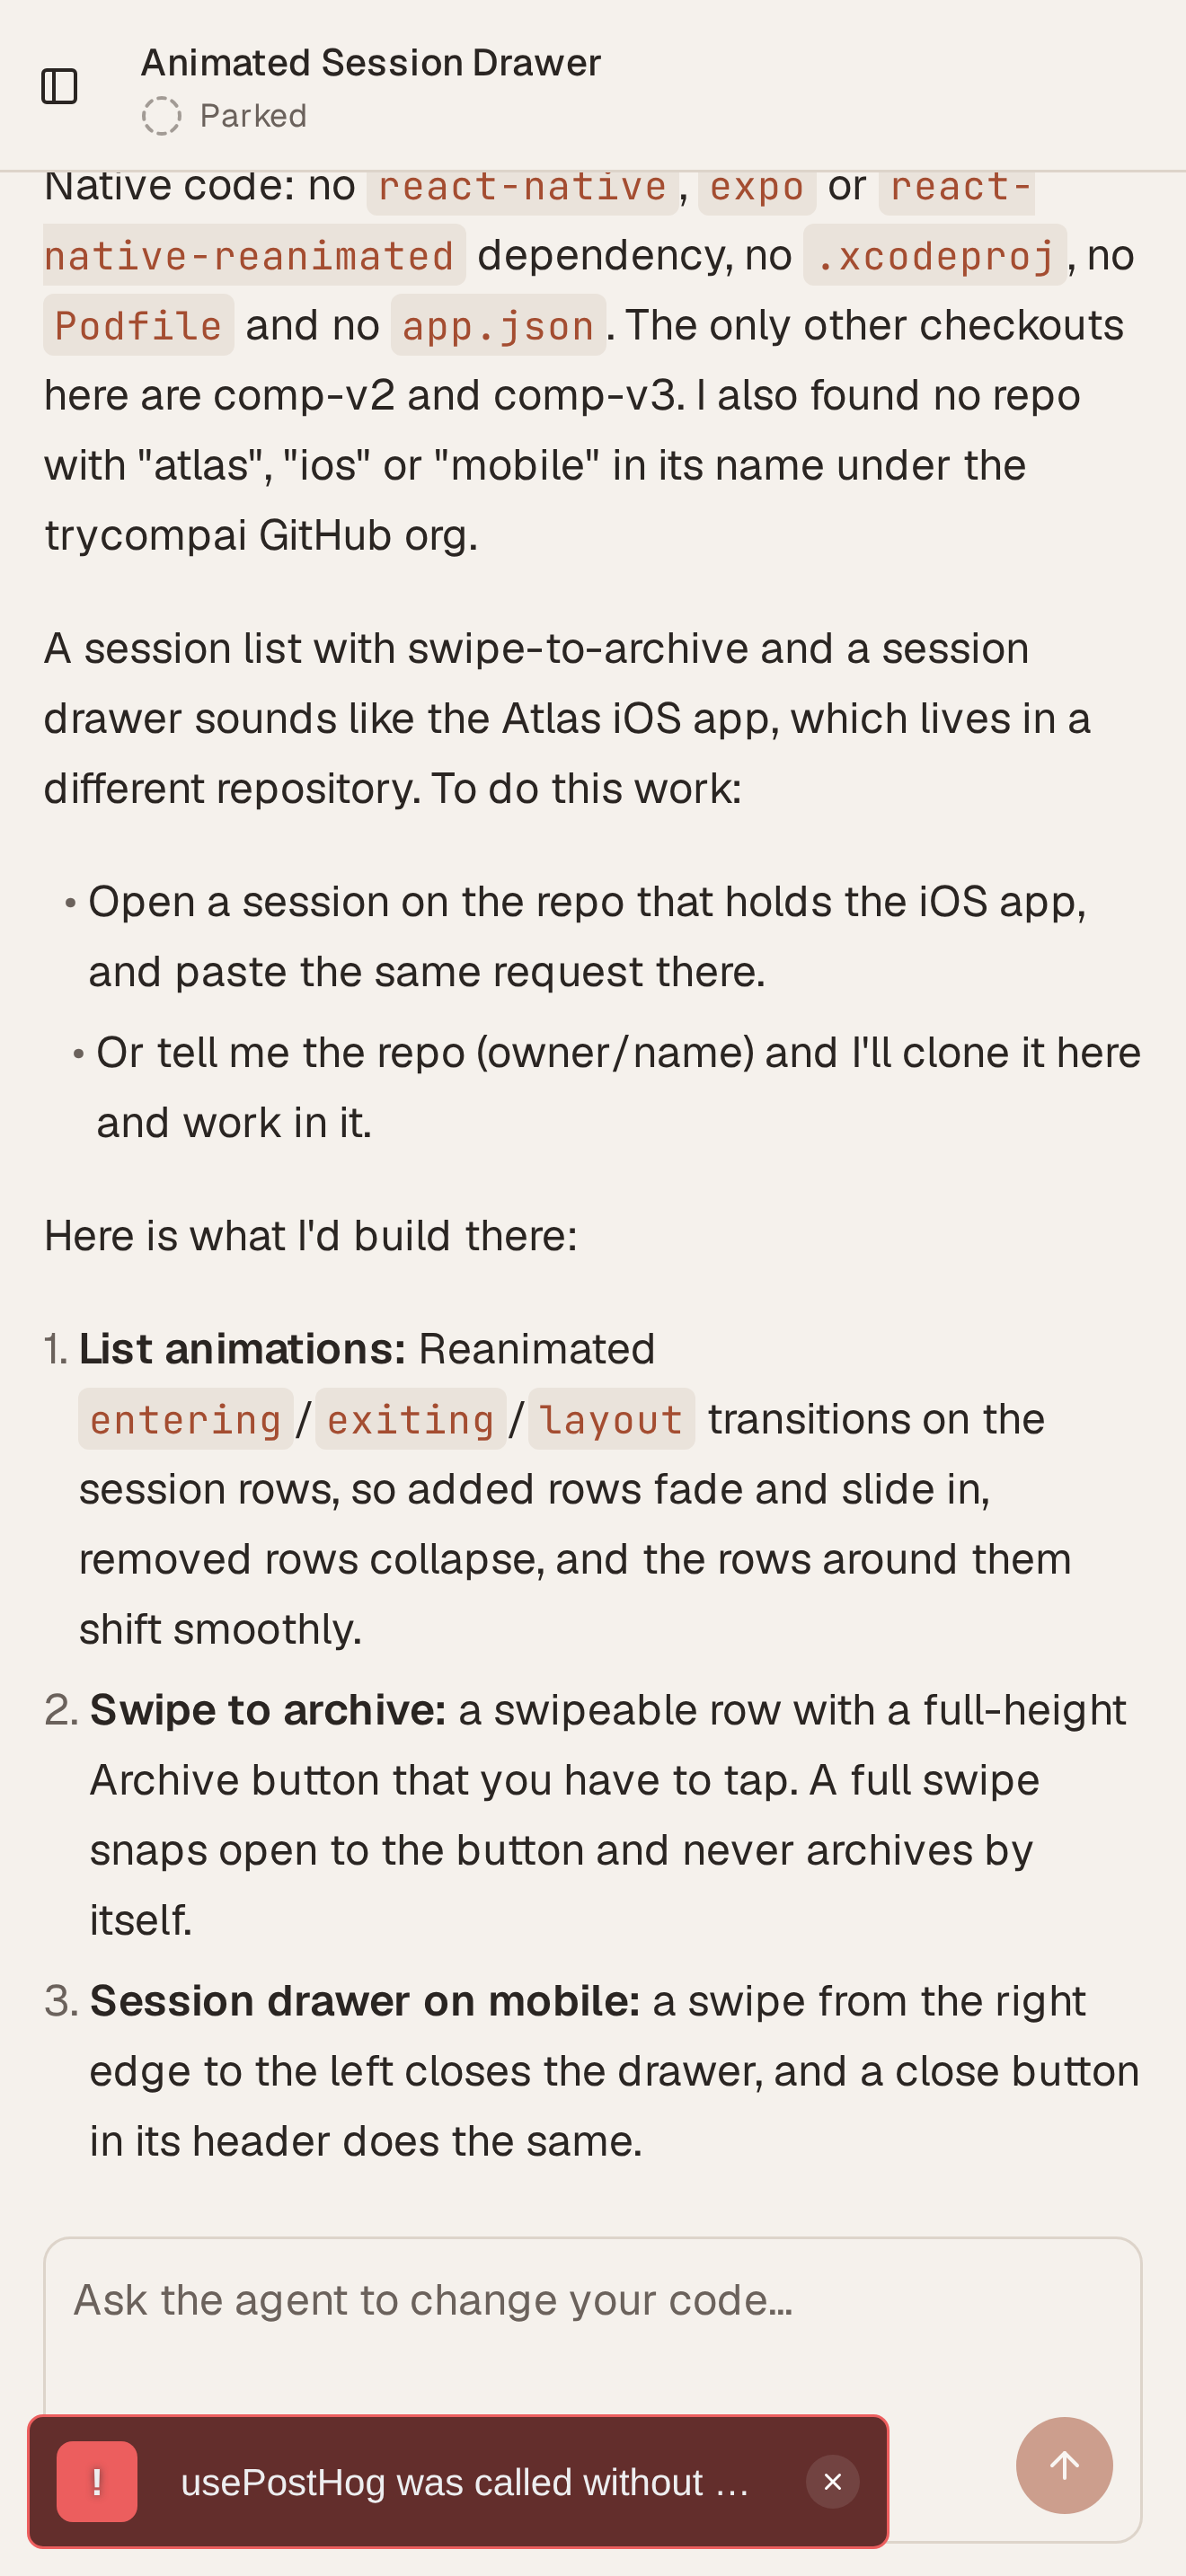 Animated Session Drawer
Parked
Native code: no react-native, expo or react-
native-reanimated dependency, no .xcodeproj, no
Podfile and no app.json. The only other checkouts
here are comp-v2 and comp-v3. I also found no repo
with "atlas", "ios" or "mobile" in its name under the
trycompai GitHub org.
A session list with swipe-to-archive and a session
drawer sounds like the Atlas iOS app, which lives in a
different repository. To do this work:
• Open a session on the repo that holds the iOS app,
and paste the same request there.
• Or tell me the repo (owner/name) and I'll clone it here
and work in it.
Here is what I'd build there:
1. List animations: Reanimated
entering/exiting/layout transitions on the
session rows, so added rows fade and slide in,
removed rows collapse, and the rows around them
shift smoothly.
2. Swipe to archive: a swipeable row with a full-height
Archive button that you have to tap. A full swipe
snaps open to the button and never archives by
itself.
3. Session drawer on mobile: a swipe from the right
edge to the left closes the drawer, and a close button
in its header does the same.
Ask the agent to change your code…
! usePostHog was called without …